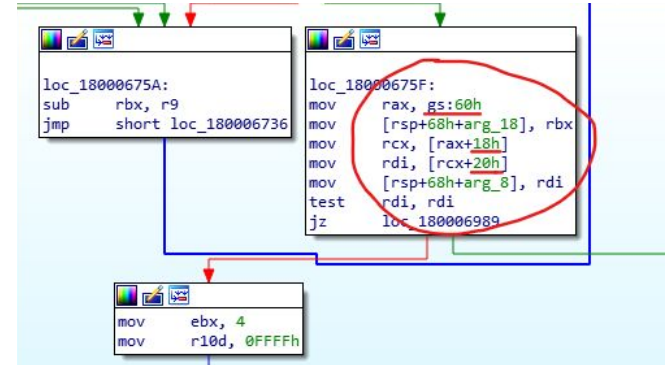 loc_18000675A:
sub rbx, r9
jmp short loc_180006736
loc_18000675F:
mov rax, gs:60h
mov [rsp+68h+arg_18], rbx
mov rcx, [rax+18h]
mov rdi, [rcx+20h]
mov [rsp+68h+arg_8], rdi
test rdi, rdi
jz loc_180006989
mov ebx, 4
mov r10d, 0FFFFh